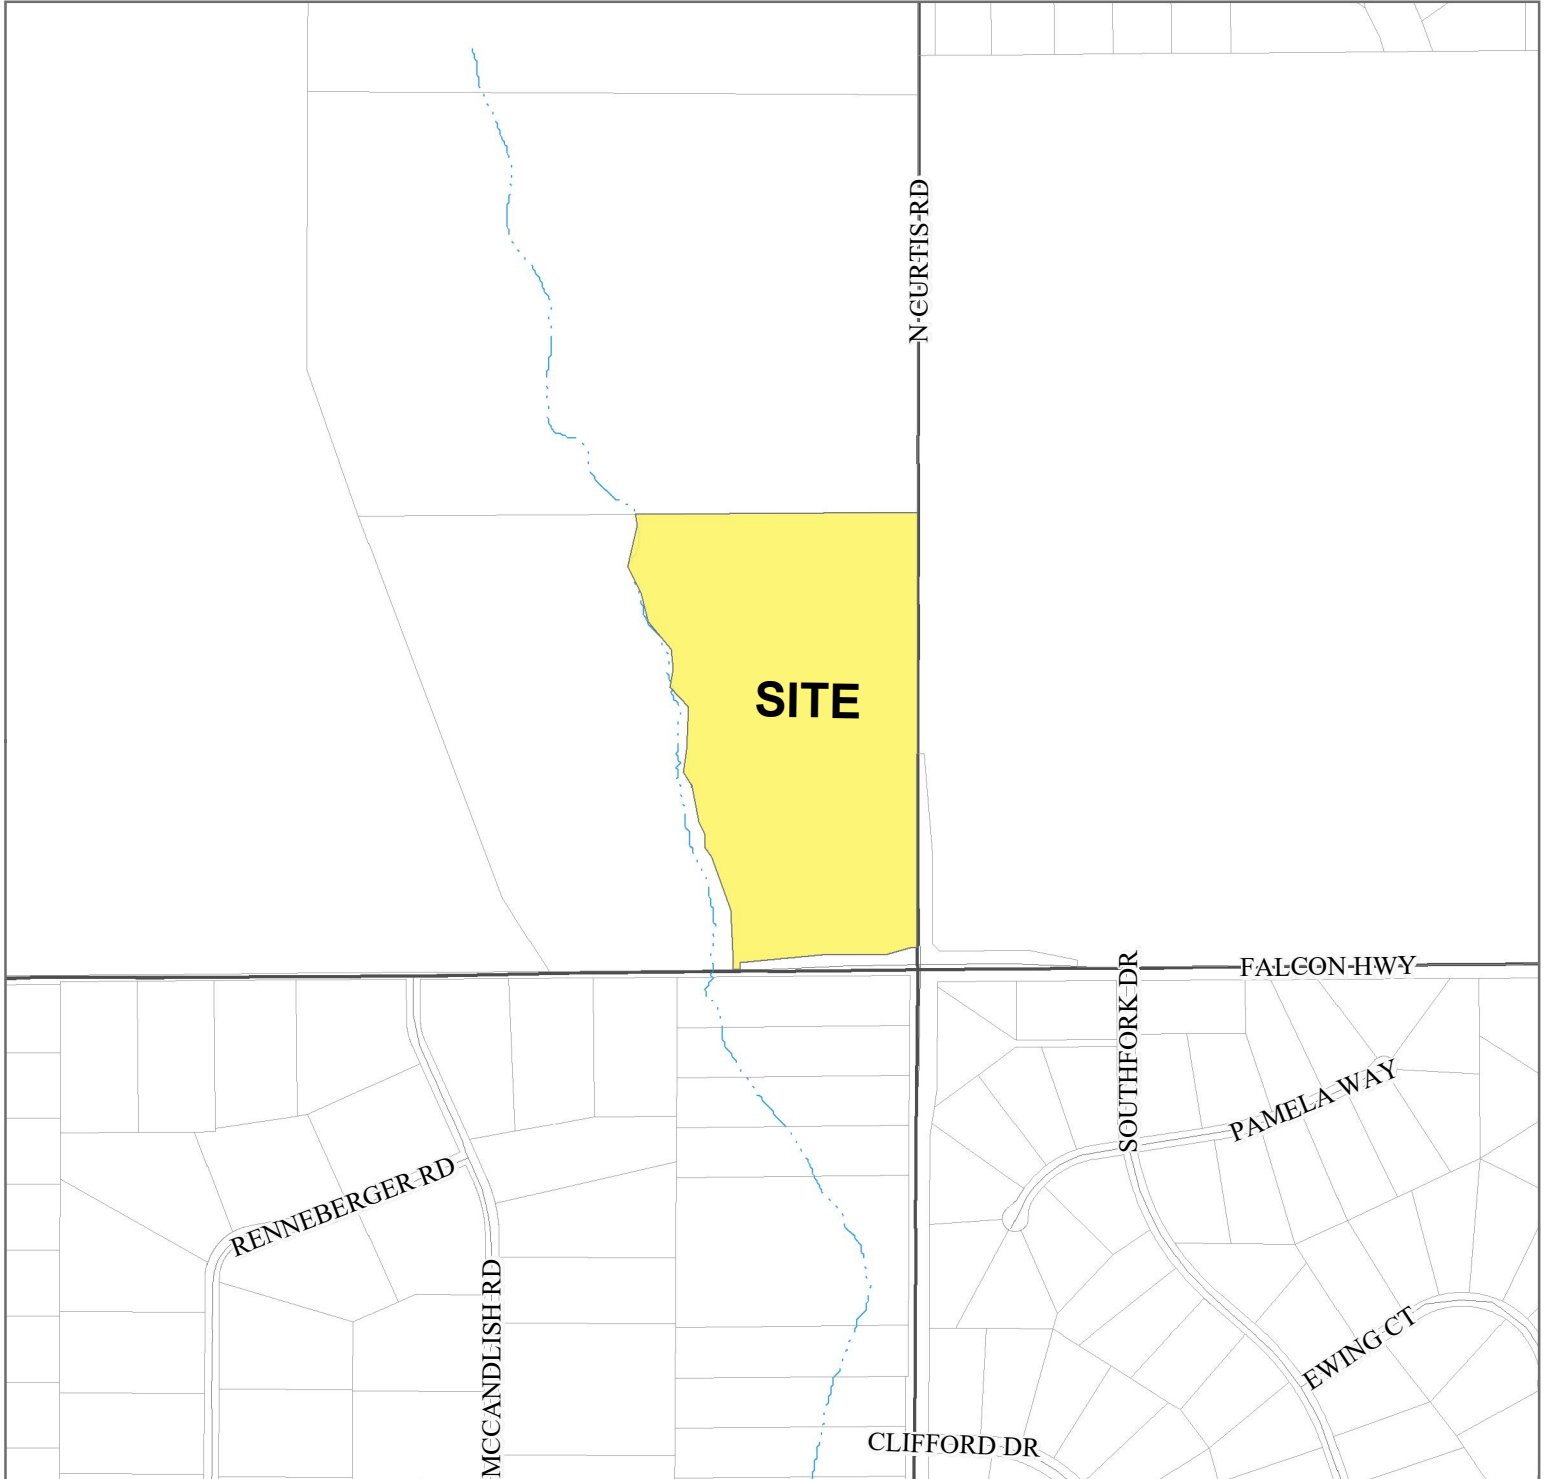 N CURTIS RD
SITE
FALCON HWY
SOUTHFORK DR
PAMELA WAY
RENNEBERGER RD
MCCANDLISH RD
EWING CT
CLIFFORD DR